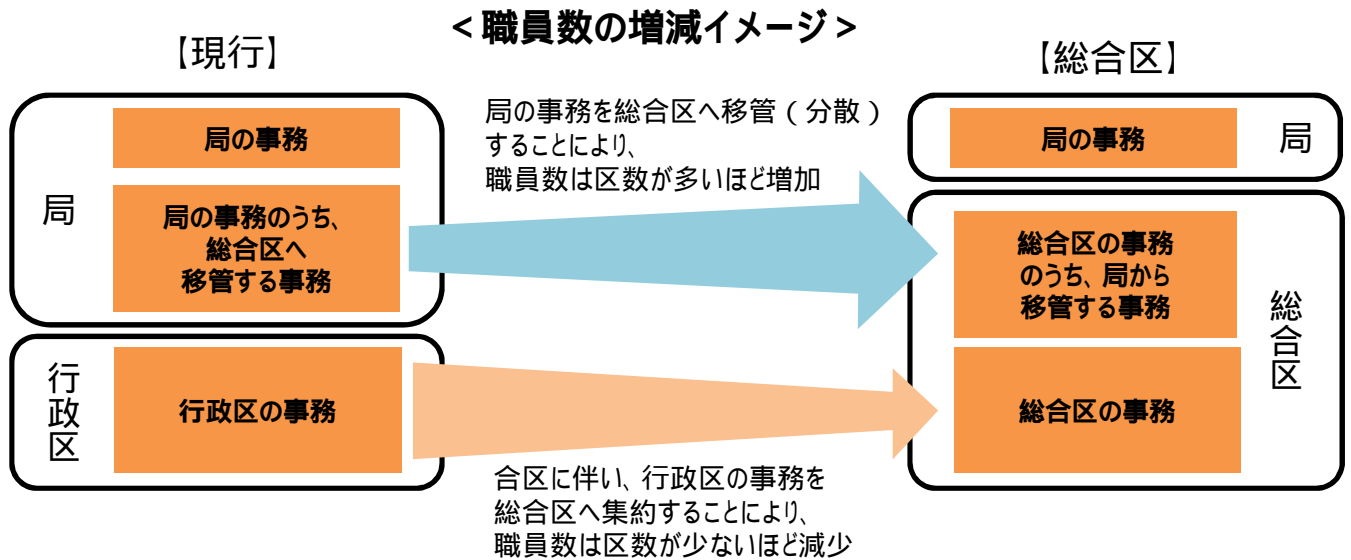 ＜職員数の増減イメージ＞
【現行】
【総合区】
局の事務
局
局の事務のうち、
総合区へ
移管する事務
行政区
行政区の事務
局の事務を総合区へ移管（分散）
することにより、
職員数は区数が多いほど増加
合区に伴い、行政区の事務を
総合区へ集約することにより、
職員数は区数が少ないほど減少
局の事務
局
総合区の事務
のうち、局から
移管する事務
総合区
総合区の事務